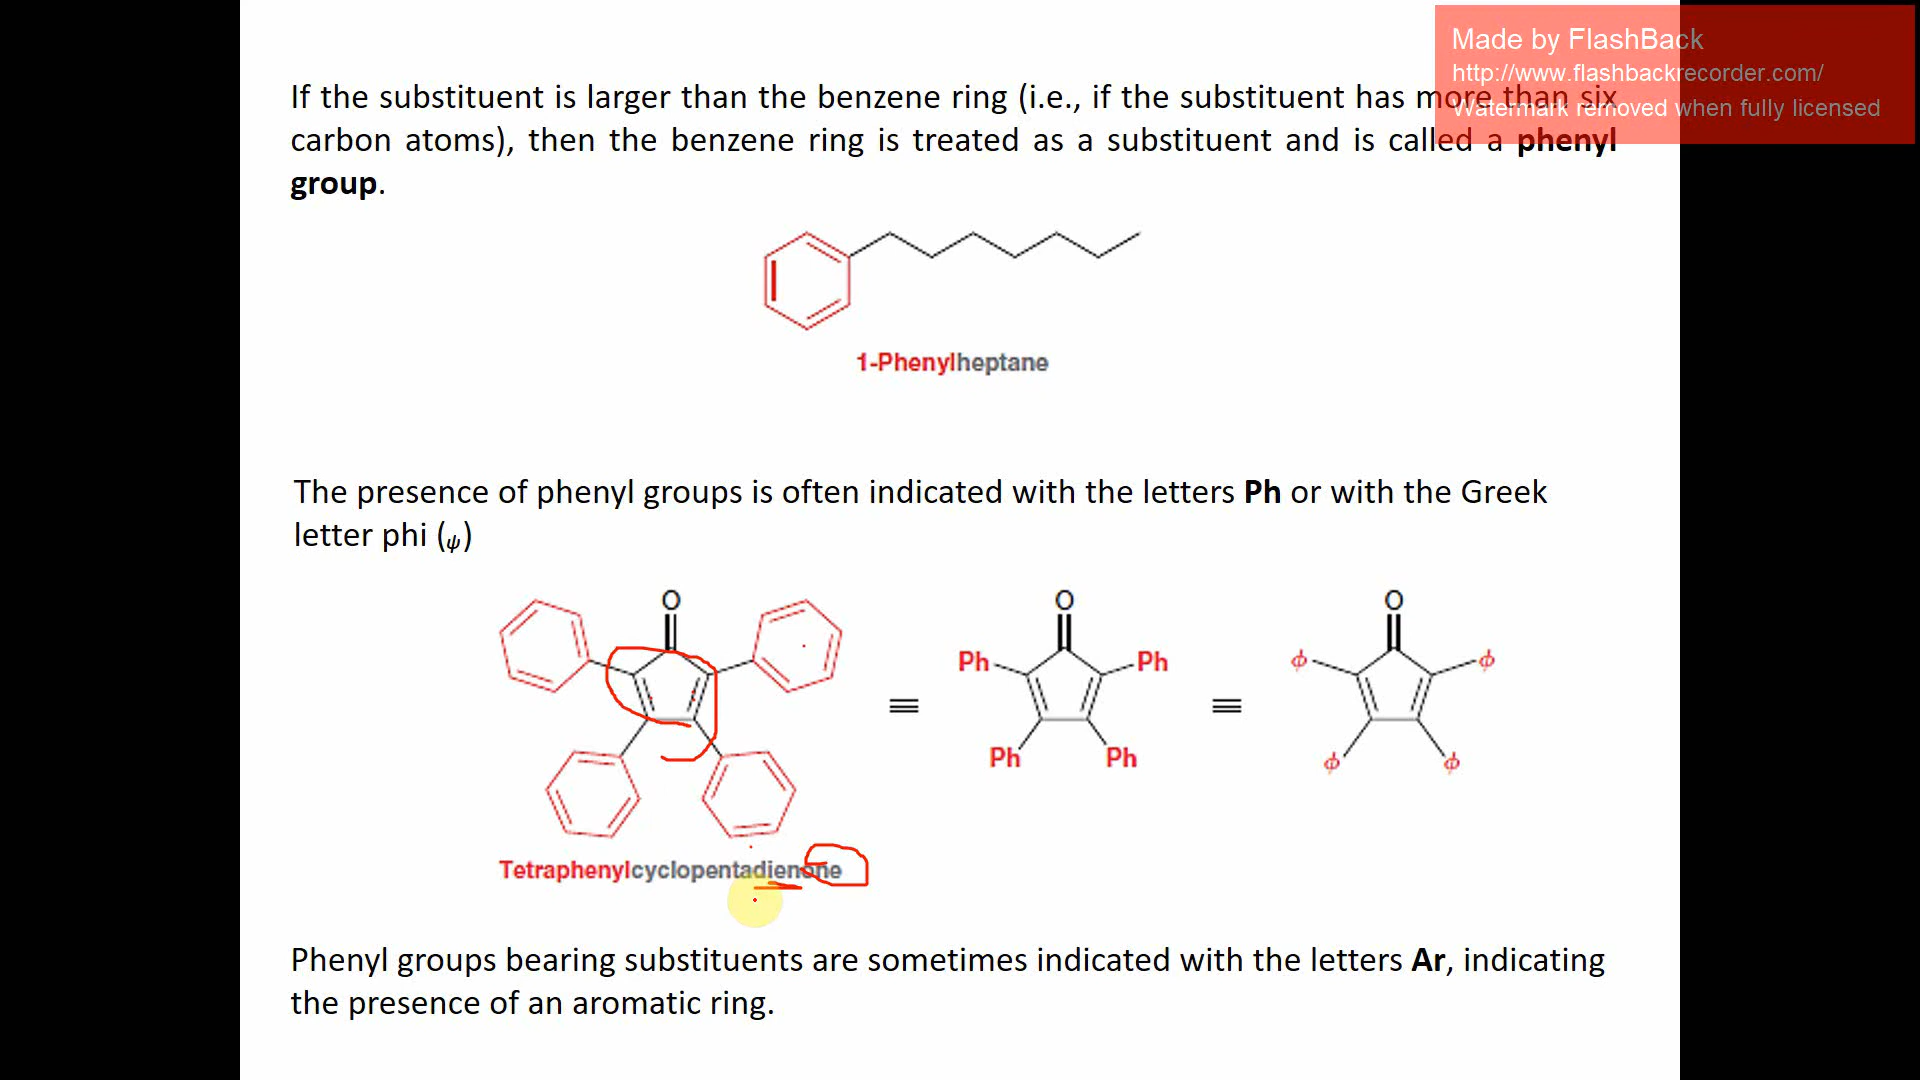 Made by FlashBack
http://www.flashbackrecorder.com/
Watermark removed when fully licensed
If the substituent is larger than the benzene ring (i.e., if the substituent has more than six
carbon atoms), then the benzene ring is treated as a substituent and is called a phenyl
group.
1-Phenylheptane
The presence of phenyl groups is often indicated with the letters Ph or with the Greek
letter phi (ψ)
O O O
Ph Ph ϕ ϕ
≡ ≡
Ph Ph ϕ ϕ
Tetraphenylcyclopentadienone
Phenyl groups bearing substituents are sometimes indicated with the letters Ar, indicating
the presence of an aromatic ring.